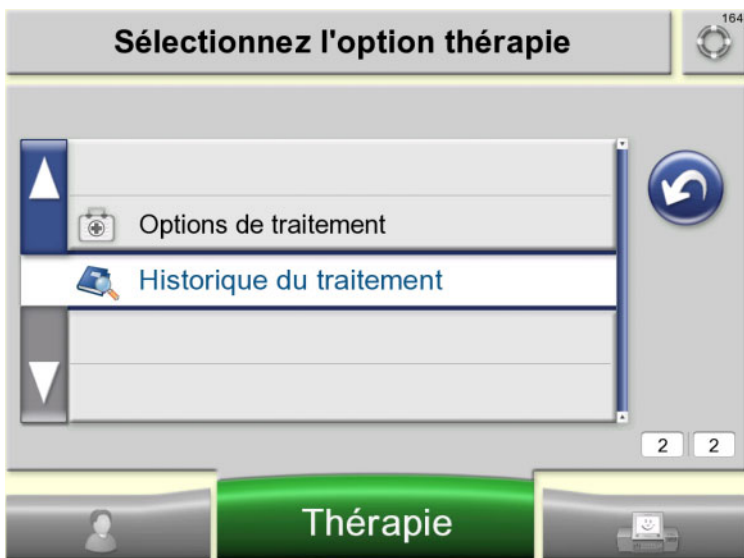 Sélectionnez l'option thérapie
164
Options de traitement
Historique du traitement
2 2
Thérapie